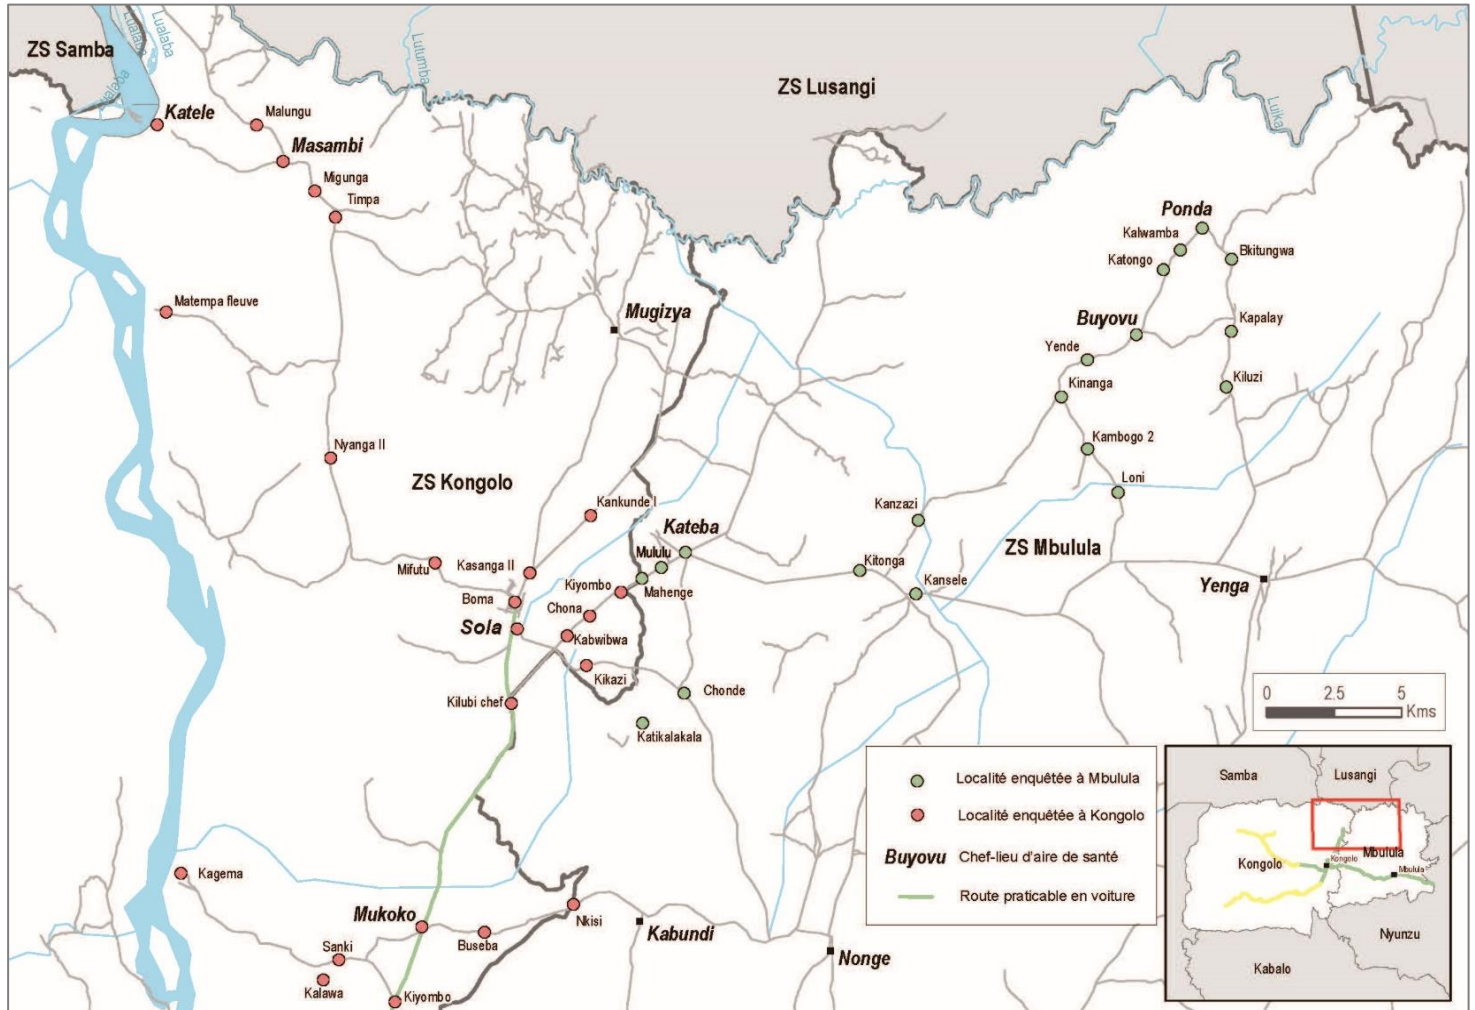 Lualaba
Lualaba
Lualaba
Lutumba
ZS Samba
ZS Lusangi
Luika
Katele
Malungu
Masambi
Migunga
Timpa
Ponda
Kalwamba
Katongo
Bkitungwa
Matempa fleuve
Mugizya
Buyovu
Kapalay
Yende
Kinanga
Kiluzi
Nyanga II
Kambogo 2
ZS Kongolo
Loni
Kankunde I
Kanzazi
Kateba
ZS Mbulula
Mululu
Mifutu
Kasanga II
Kitonga
Kiyombo
Mahenge
Kansele
Yenga
Boma
Chona
Sola
Kabwibwa
Kikazi
Chonde
Kilubi chef
Katikalakala
0
2.5
5
Kms
Localité enquêtée à Mbulula
Localité enquêtée à Kongolo
Buyovu
Chef-lieu d'aire de santé
Route praticable en voiture
Samba
Lusangi
Kongolo
Kongolo
Mbulula
Mbulula
Nyunzu
Kabalo
Kagema
Mukoko
Nkisi
Buseba
Kabundi
Sanki
Nonge
Kalawa
Kiyombo